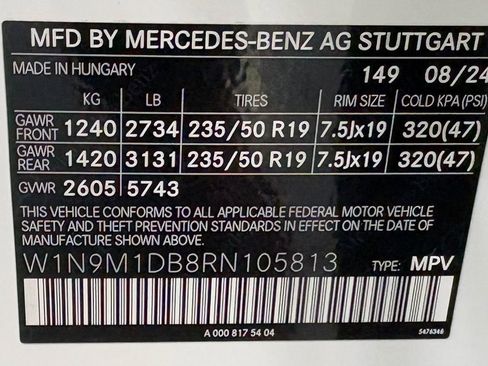 MFD BY MERCEDES-BENZ AG STUTTGART
MADE IN HUNGARY 149 08/24
KG LB TIRES RIM SIZE COLD KPA (PSI)
GAWR FRONT 1240 2734 235/50 R19 7.5Jx19 320(47)
GAWR REAR 1420 3131 235/50 R19 7.5Jx19 320(47)
GVWR 2605 5743
THIS VEHICLE CONFORMS TO ALL APPLICABLE FEDERAL MOTOR VEHICLE
SAFETY AND THEFT PREVENTION STANDARDS IN EFFECT ON THE DATE OF
MANUFACTURE SHOWN ABOVE.
W1N9M1DB8RN105813 TYPE: MPV
A 000 817 54 04
5476346